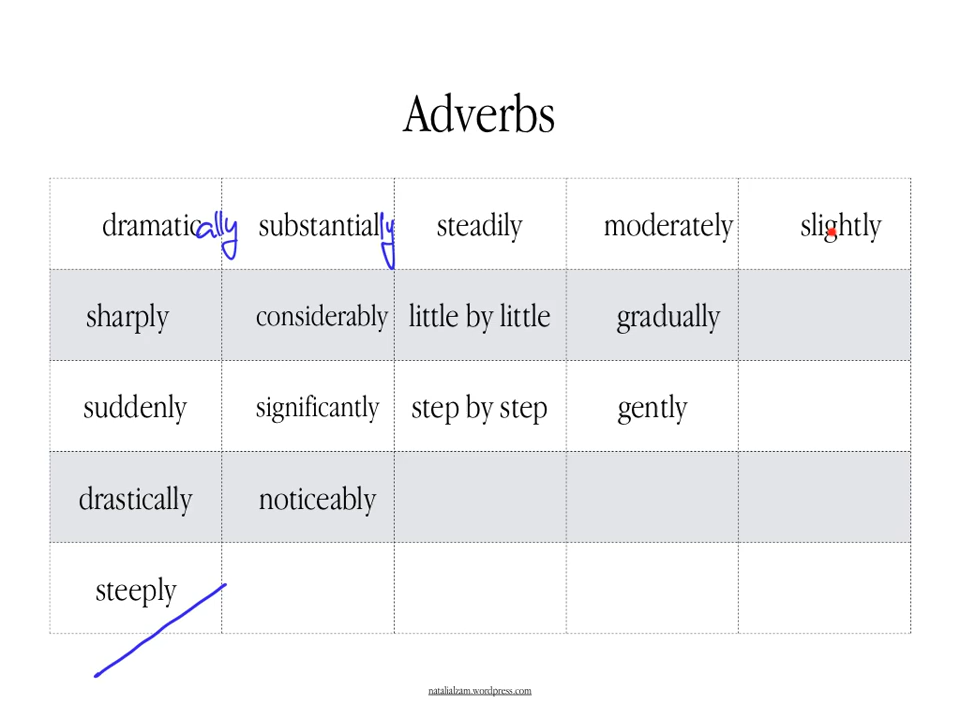 Adverbs
dramatically substantially steadily moderately slightly
sharply considerably little by little gradually
suddenly significantly step by step gently
drastically noticeably
steeply
natalialzam.wordpress.com